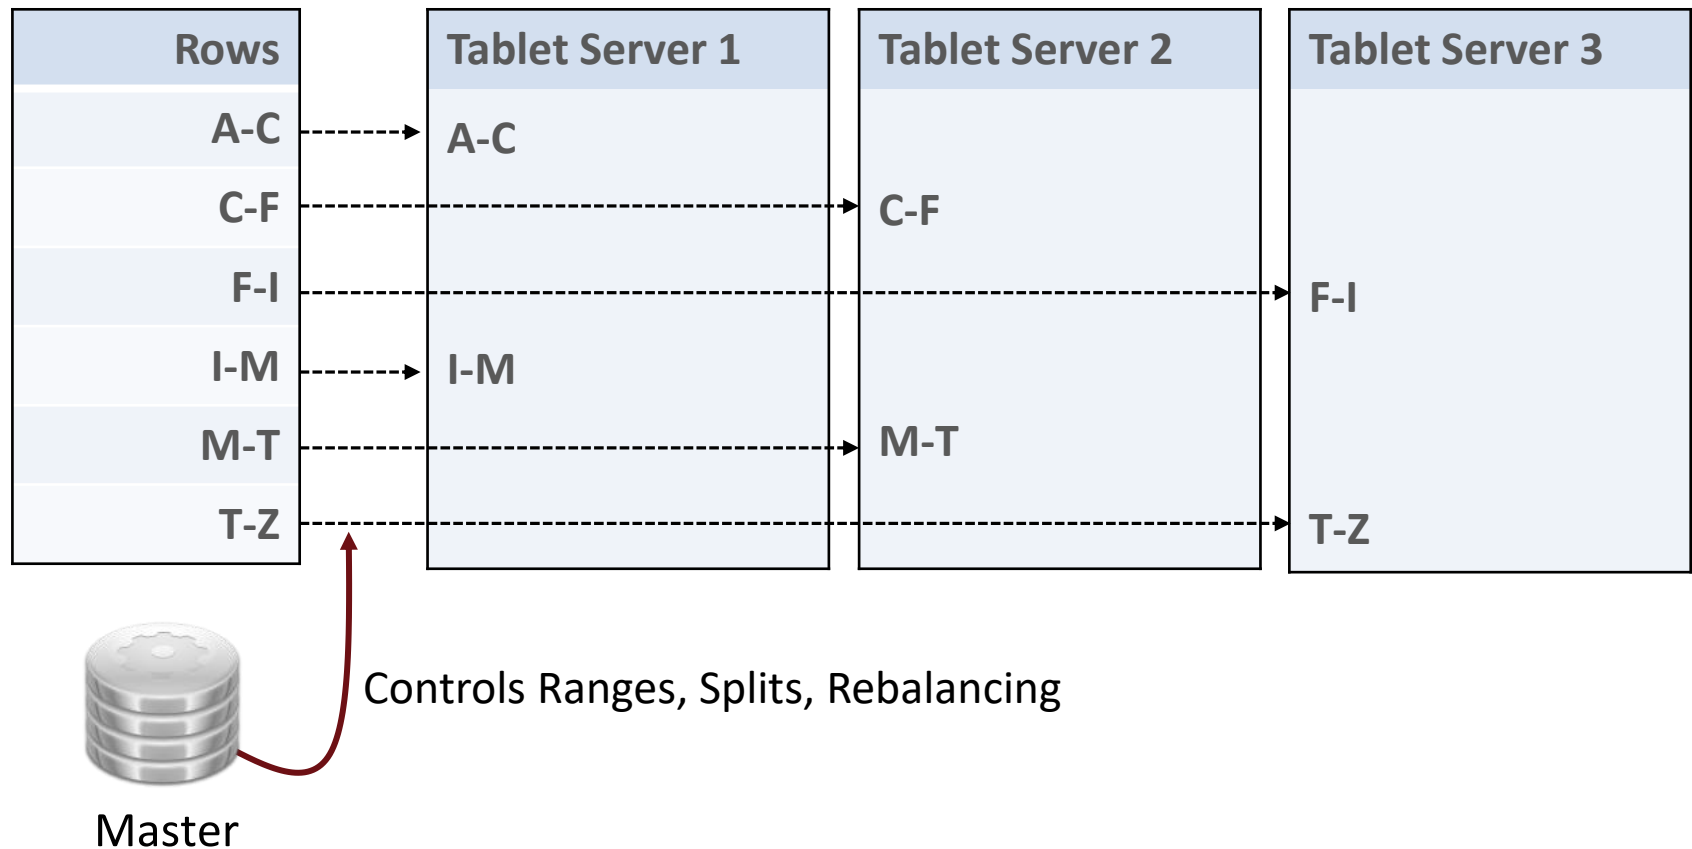 Rows
A-C
C-F
F-I
I-M
M-T
T-Z
Tablet Server 1
A-C
I-M
Tablet Server 2
C-F
M-T
Tablet Server 3
F-I
T-Z
Controls Ranges, Splits, Rebalancing
Master